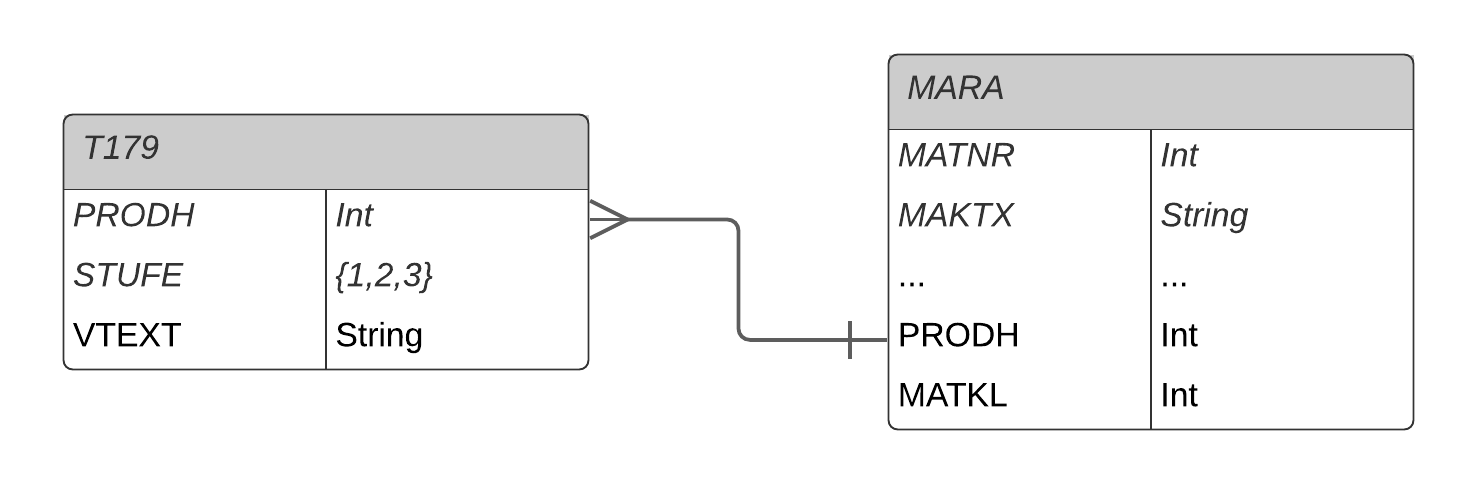 T179
PRODH Int
STUFE {1,2,3}
VTEXT String
MARA
MATNR Int
MAKTX String
... ...
PRODH Int
MATKL Int